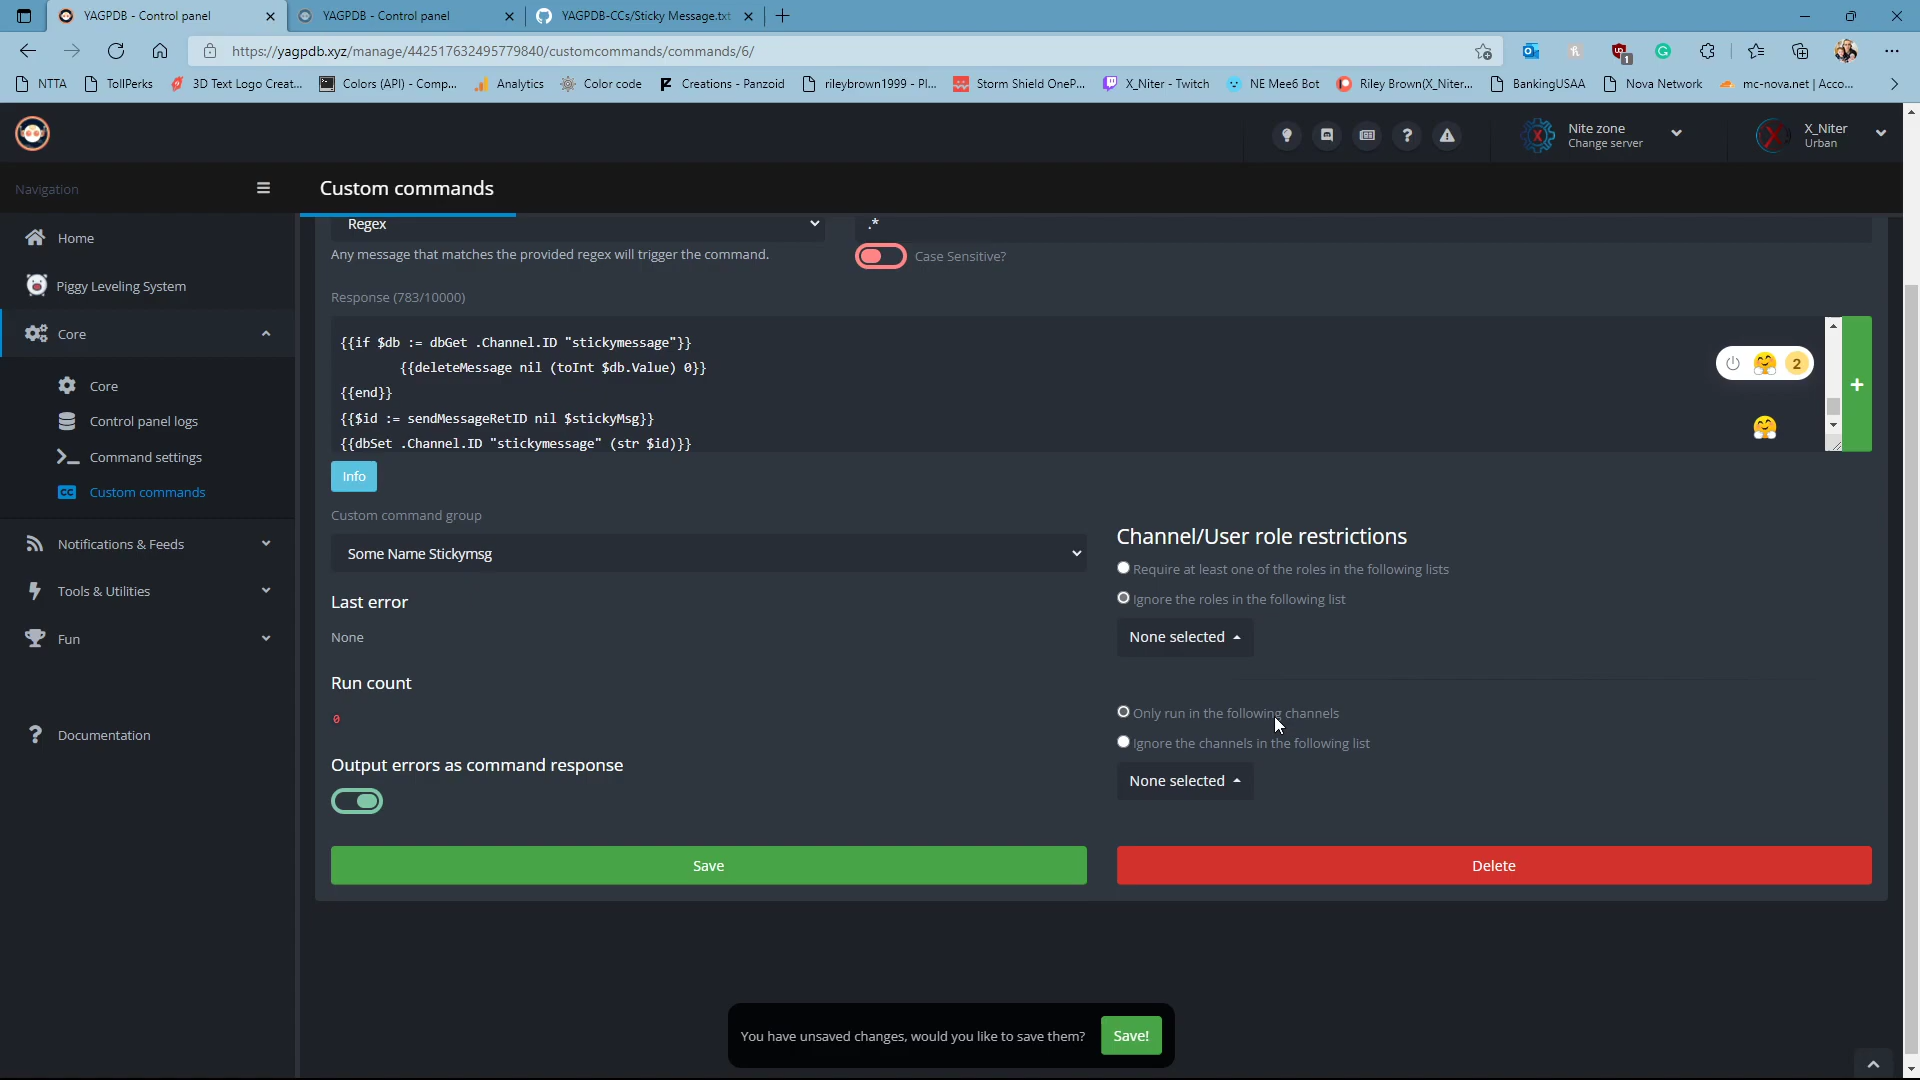 YAGPDB - Control panel
YAGPDB - Control panel
YAGPDB-CCs/Sticky Message.txt
https://yagpdb.xyz/manage/442517632495779840/customcommands/commands/6/
1
NTTA
TollPerks
3D Text Logo Creat...
Colors (API) - Comp...
Analytics
Color code
Creations - Panzoid
rileybrown1999 - Pl...
Storm Shield OneP...
X_Niter - Twitch
NE Mee6 Bot
Riley Brown(X_Niter...
BankingUSAA
Nova Network
mc-nova.net | Acco...
Nite zone
Change server
X_Niter
Urban
Navigation
Custom commands
Home
Piggy Leveling System
Core
Core
Control panel logs
Command settings
CC Custom commands
Notifications & Feeds
Tools & Utilities
Fun
Documentation
Regex
.*
Any message that matches the provided regex will trigger the command.
Case Sensitive?
Response (783/10000)
{{if $db := dbGet .Channel.ID "stickymessage"}}
{{deleteMessage nil (toInt $db.Value) 0}}
{{end}}
{{$id := sendMessageRetID nil $stickyMsg}}
{{dbSet .Channel.ID "stickymessage" (str $id)}}
2
+
Info
Custom command group
Some Name Stickymsg
Last error
None
Run count
0
Output errors as command response
Channel/User role restrictions
Require at least one of the roles in the following lists
Ignore the roles in the following list
None selected
Only run in the following channels
Ignore the channels in the following list
None selected
Save
Delete
You have unsaved changes, would you like to save them?
Save!